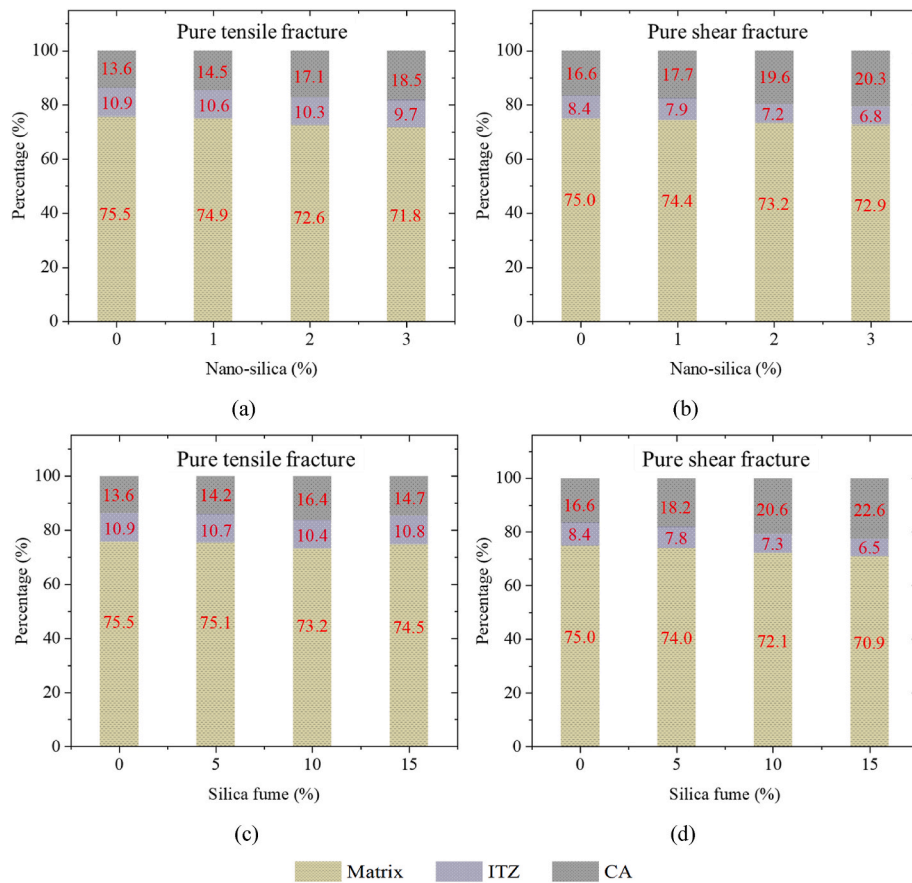 Pure tensile fracture
Percentage (%)
100
80
60
40
20
0
13.6 14.5 17.1 18.5
10.9 10.6 10.3 9.7
75.5 74.9 72.6 71.8
0 1 2 3
Nano-silica (%)
(a)
Pure shear fracture
Percentage (%)
100
80
60
40
20
0
16.6 17.7 19.6 20.3
8.4 7.9 7.2 6.8
75.0 74.4 73.2 72.9
0 1 2 3
Nano-silica (%)
(b)
Pure tensile fracture
Percentage (%)
100
80
60
40
20
0
13.6 14.2 16.4 14.7
10.9 10.7 10.4 10.8
75.5 75.1 73.2 74.5
0 5 10 15
Silica fume (%)
(c)
Pure shear fracture
Percentage (%)
100
80
60
40
20
0
16.6 18.2 20.6 22.6
8.4 7.8 7.3 6.5
75.0 74.0 72.1 70.9
0 5 10 15
Silica fume (%)
(d)
Matrix ITZ CA